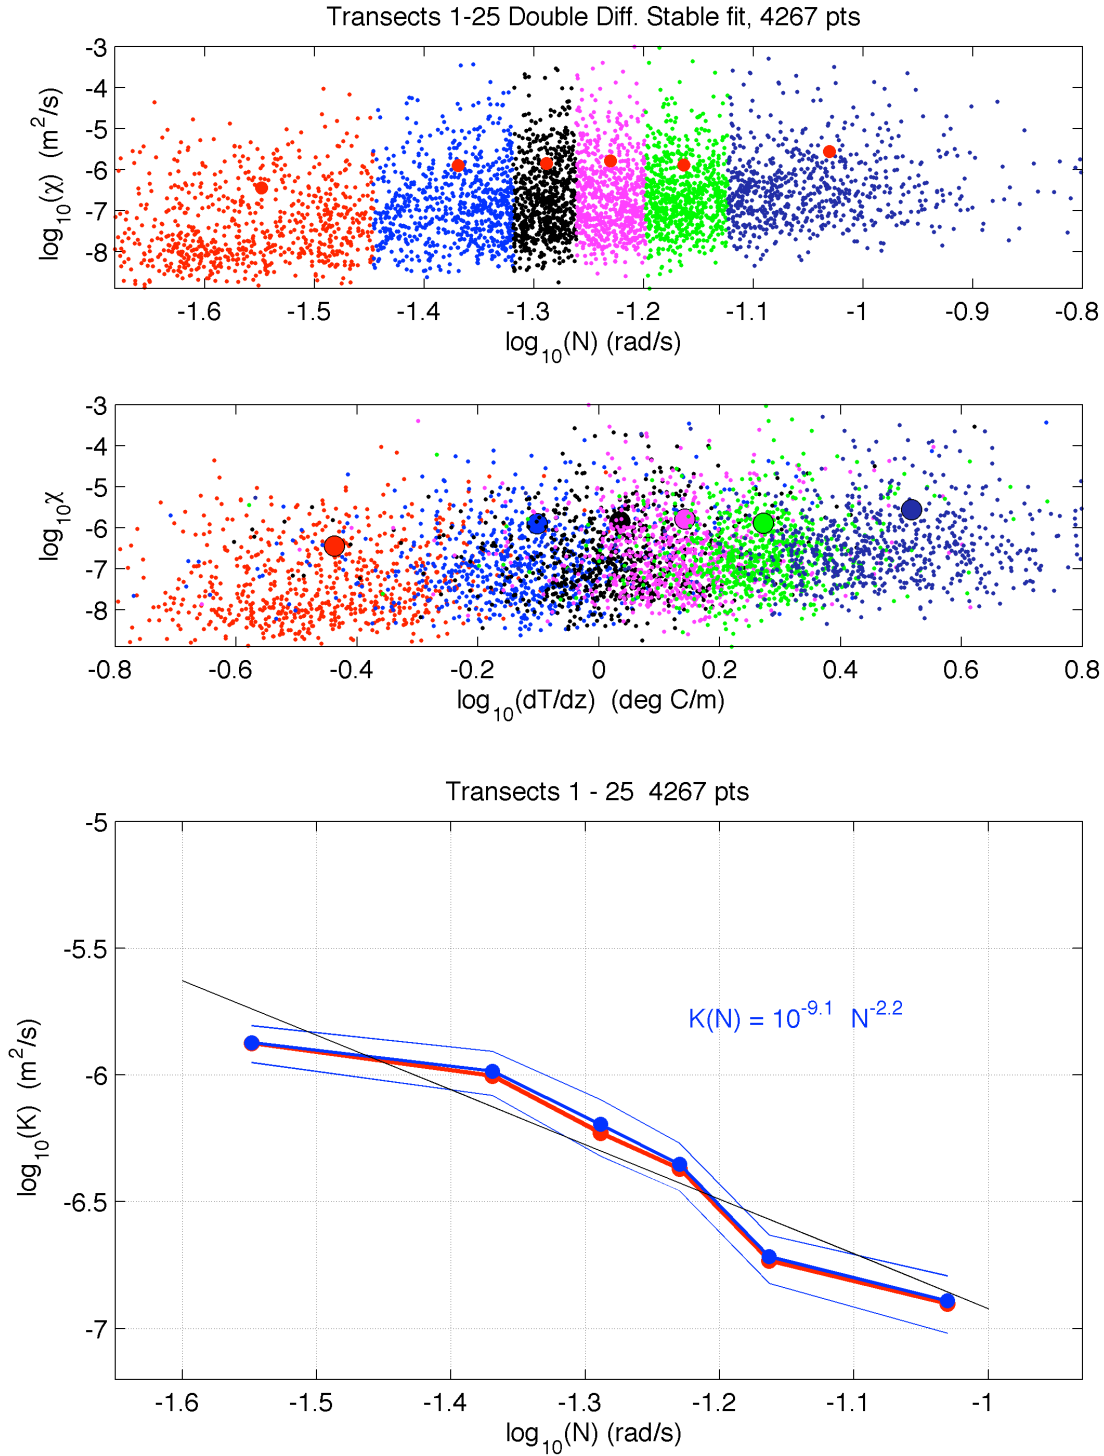 Transects 1-25 Double Diff. Stable fit, 4267 pts
-3
-4
-5
-6
-7
-8
log10(χ) (m²/s)
-1.6 -1.5 -1.4 -1.3 -1.2 -1.1 -1 -0.9 -0.8
log10(N) (rad/s)
-3
-4
-5
-6
-7
-8
log10χ
-0.8 -0.6 -0.4 -0.2 0 0.2 0.4 0.6 0.8
log10(dT/dz) (deg C/m)
Transects 1 - 25 4267 pts
-5
-5.5
-6
-6.5
-7
log10(K) (m²/s)
K(N) = 10^-9.1 N^-2.2
-1.6 -1.5 -1.4 -1.3 -1.2 -1.1 -1
log10(N) (rad/s)